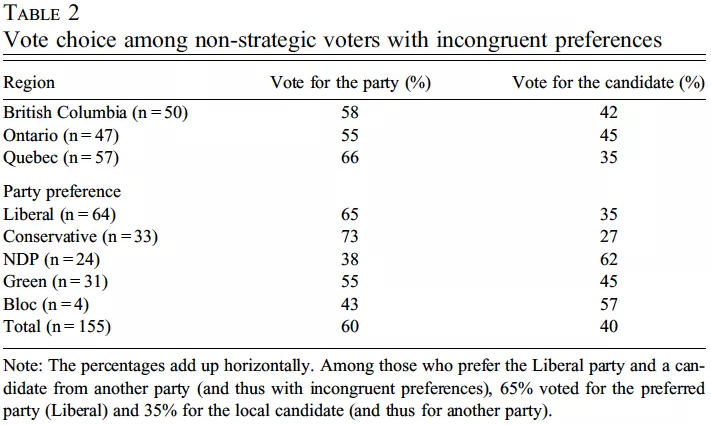 TABLE 2
Vote choice among non-strategic voters with incongruent preferences
Region Vote for the party (%) Vote for the candidate (%)
British Columbia (n = 50) 58 42
Ontario (n = 47) 55 45
Quebec (n = 57) 66 35
Party preference
Liberal (n = 64) 65 35
Conservative (n = 33) 73 27
NDP (n = 24) 38 62
Green (n = 31) 55 45
Bloc (n = 4) 43 57
Total (n = 155) 60 40
Note: The percentages add up horizontally. Among those who prefer the Liberal party and a can-
didate from another party (and thus with incongruent preferences), 65% voted for the preferred
party (Liberal) and 35% for the local candidate (and thus for another party).